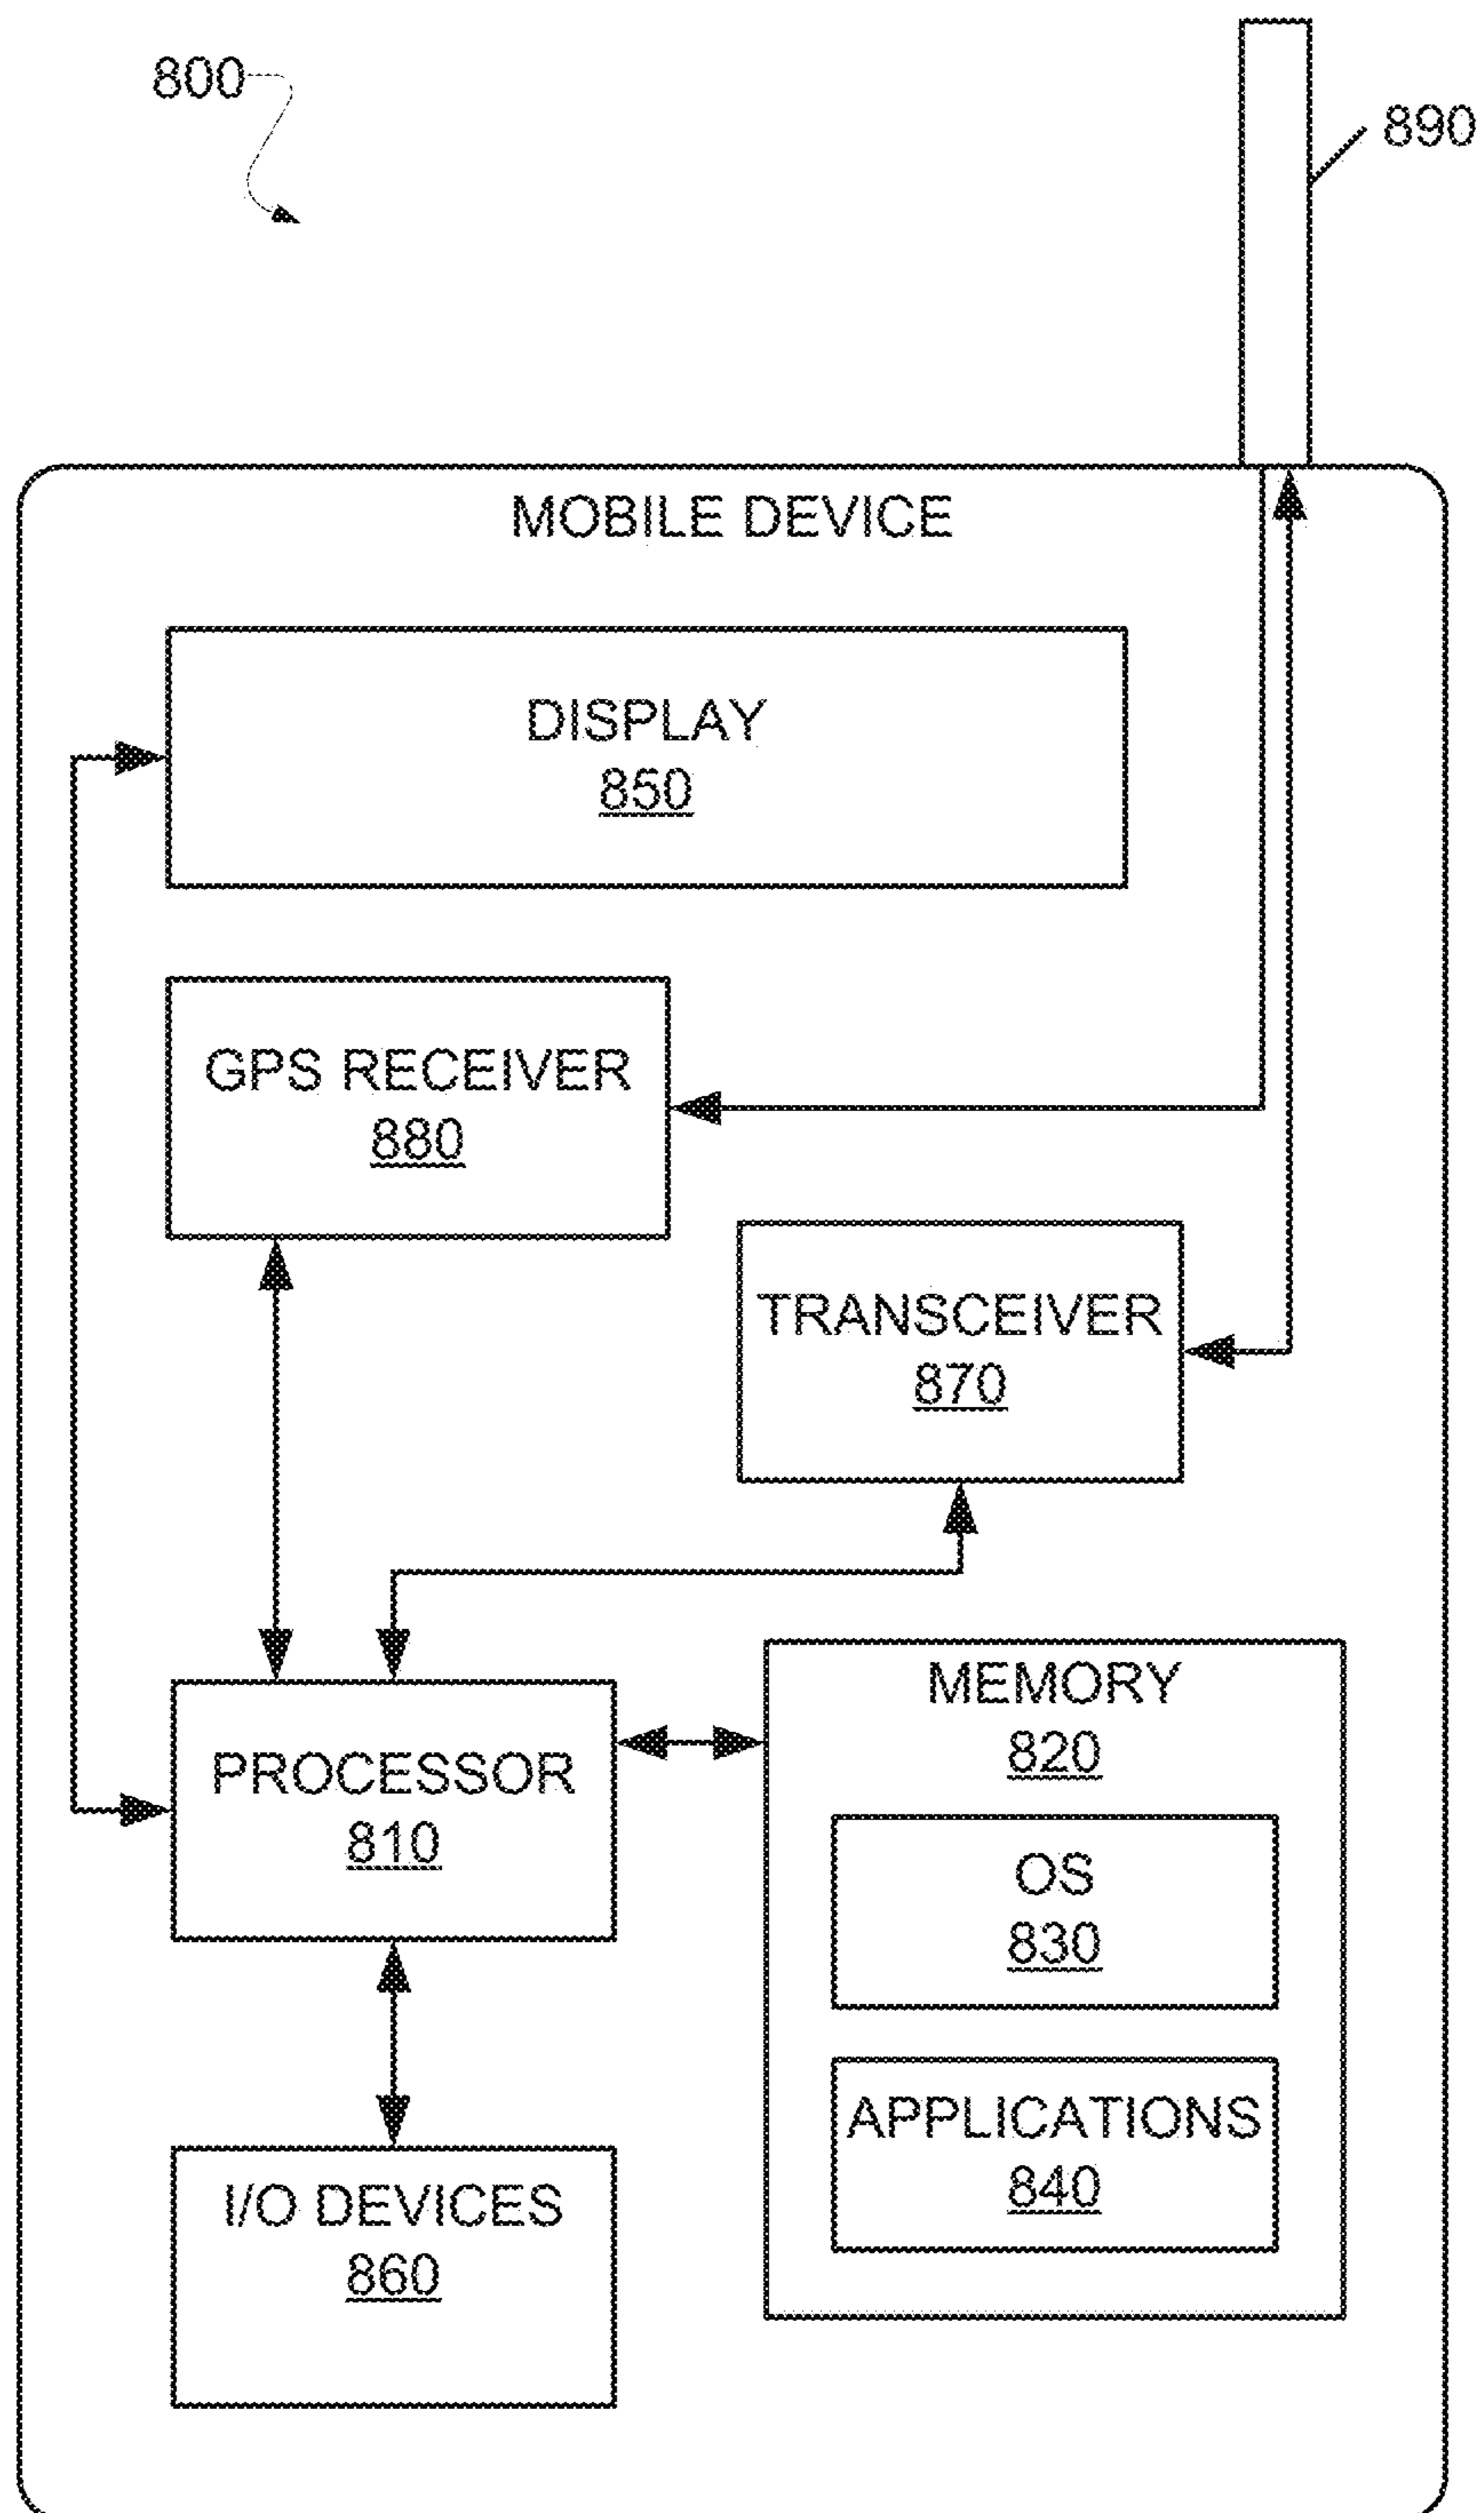 800
890
MOBILE DEVICE
DISPLAY
850
GPS RECEIVER
880
TRANSCEIVER
870
PROCESSOR
810
MEMORY
820
OS
830
APPLICATIONS
840
I/O DEVICES
860